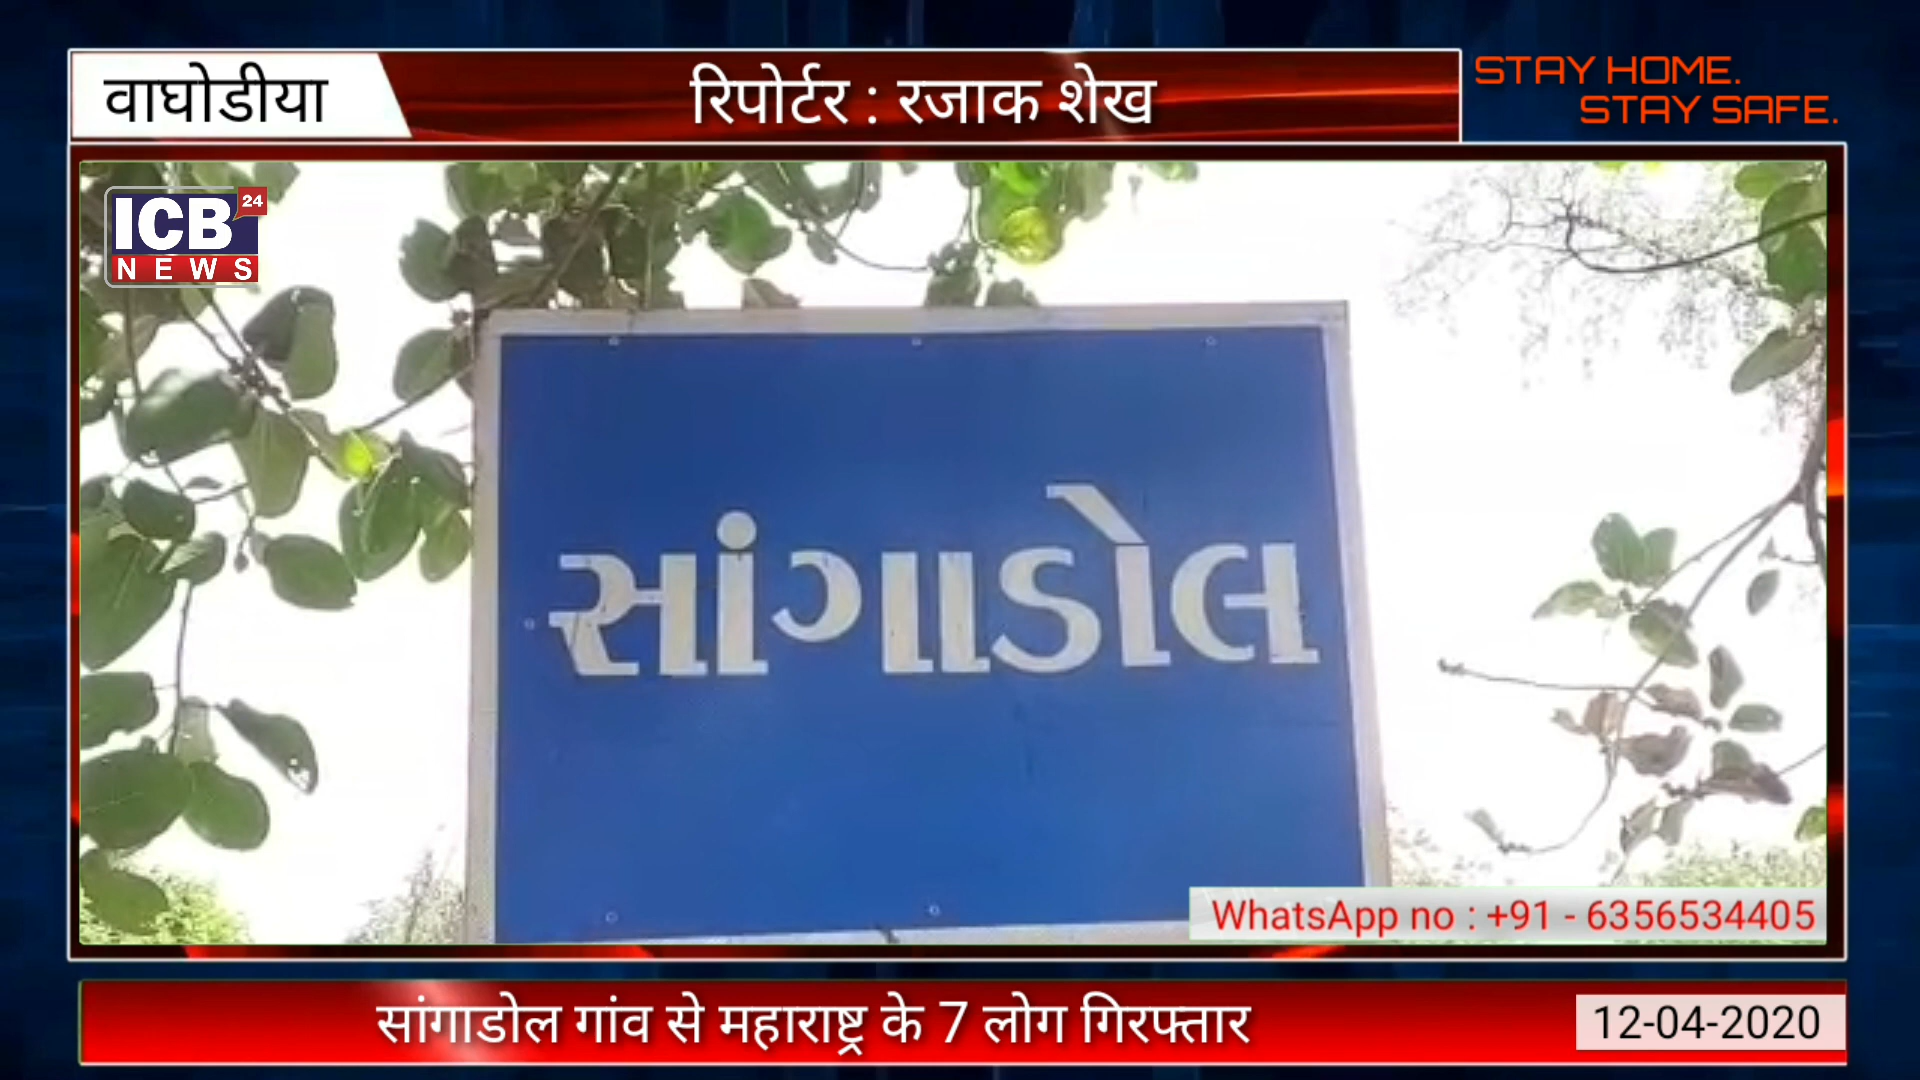 वाघोडीया
रिपोर्टर : रजाक शेख
STAY HOME.
STAY SAFE.
ICB 24
NEWS
સાંગાડોલ
WhatsApp no : +91 - 6356534405
सांगाडोल गांव से महाराष्ट्र के 7 लोग गिरफ्तार
12-04-2020